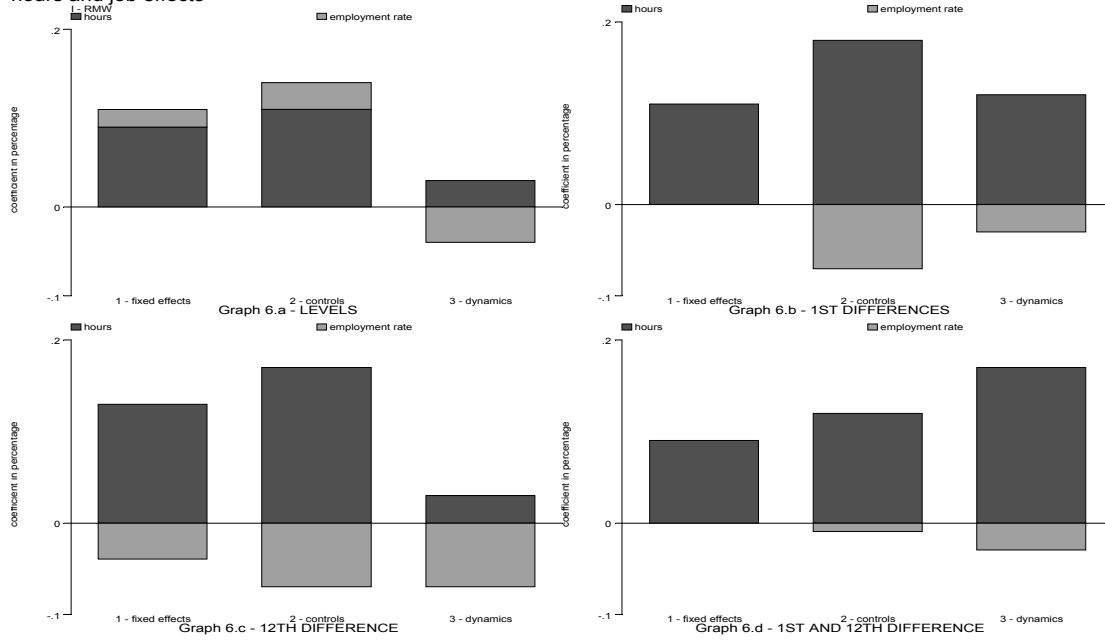 hours and job effects
I - RMW
hours employment rate
.2
coefficient in percentage
0
-.1
1 - fixed effects 2 - controls 3 - dynamics
Graph 6.a - LEVELS
hours employment rate
.2
coefficient in percentage
0
-.1
1 - fixed effects 2 - controls 3 - dynamics
Graph 6.b - 1ST DIFFERENCES
hours employment rate
.2
coefficient in percentage
0
-.1
1 - fixed effects 2 - controls 3 - dynamics
Graph 6.c - 12TH DIFFERENCE
hours employment rate
.2
coefficient in percentage
0
-.1
1 - fixed effects 2 - controls 3 - dynamics
Graph 6.d - 1ST AND 12TH DIFFERENCE